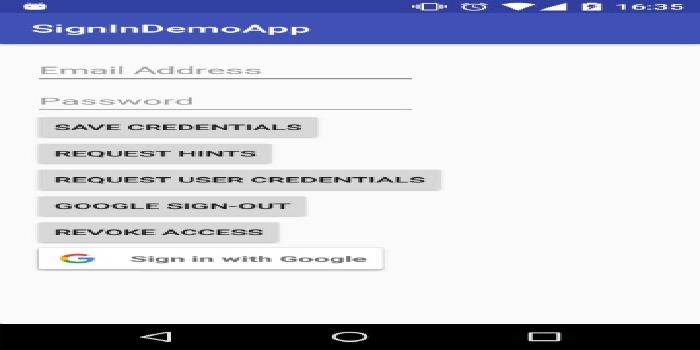 16:35
SignInDemoApp
Email Address
Password
SAVE CREDENTIALS
REQUEST HINTS
REQUEST USER CREDENTIALS
GOOGLE SIGN-OUT
REVOKE ACCESS
Sign in with Google